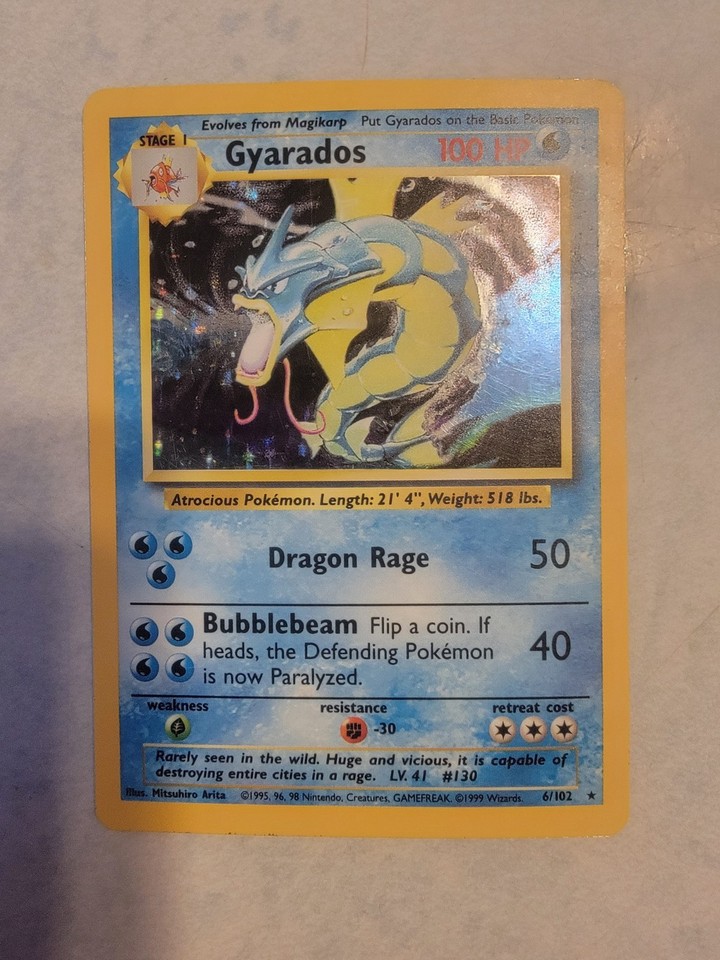 Evolves from Magikarp Put Gyarados on the Basic Pokémon
STAGE 1
Gyarados 100 HP
Atrocious Pokémon. Length: 21' 4", Weight: 518 lbs.
Dragon Rage 50
Bubblebeam Flip a coin. If
heads, the Defending Pokémon
is now Paralyzed.
40
weakness resistance retreat cost
-30
Rarely seen in the wild. Huge and vicious, it is capable of
destroying entire cities in a rage. LV. 41 #130
Illus. Mitsuhiro Arita ©1995, 96, 98 Nintendo, Creatures, GAMEFREAK. ©1999 Wizards. 6/102 ★